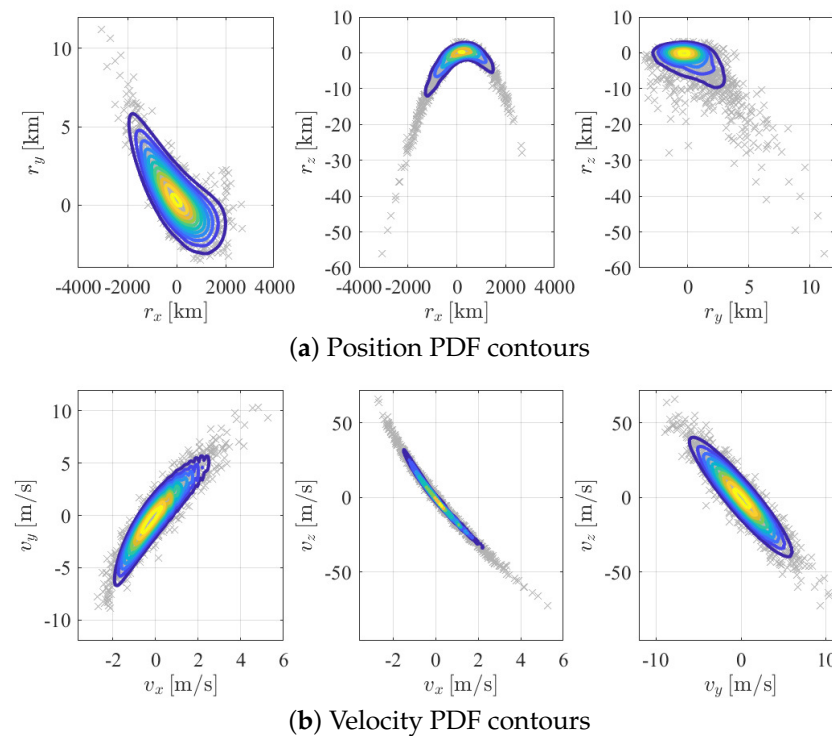 10
5
0
r_y [km]
-4000 -2000 0 2000 4000
r_x [km]
0
-10
-20
-30
-40
-50
-60
r_z [km]
-4000 -2000 0 2000 4000
r_x [km]
0
-10
-20
-30
-40
-50
-60
r_z [km]
0 5 10
r_y [km]
(a) Position PDF contours
10
5
0
-5
-10
v_y [m/s]
-2 0 2 4 6
v_x [m/s]
50
0
-50
v_z [m/s]
-2 0 2 4 6
v_x [m/s]
50
0
-50
v_z [m/s]
-10 0 10
v_y [m/s]
(b) Velocity PDF contours